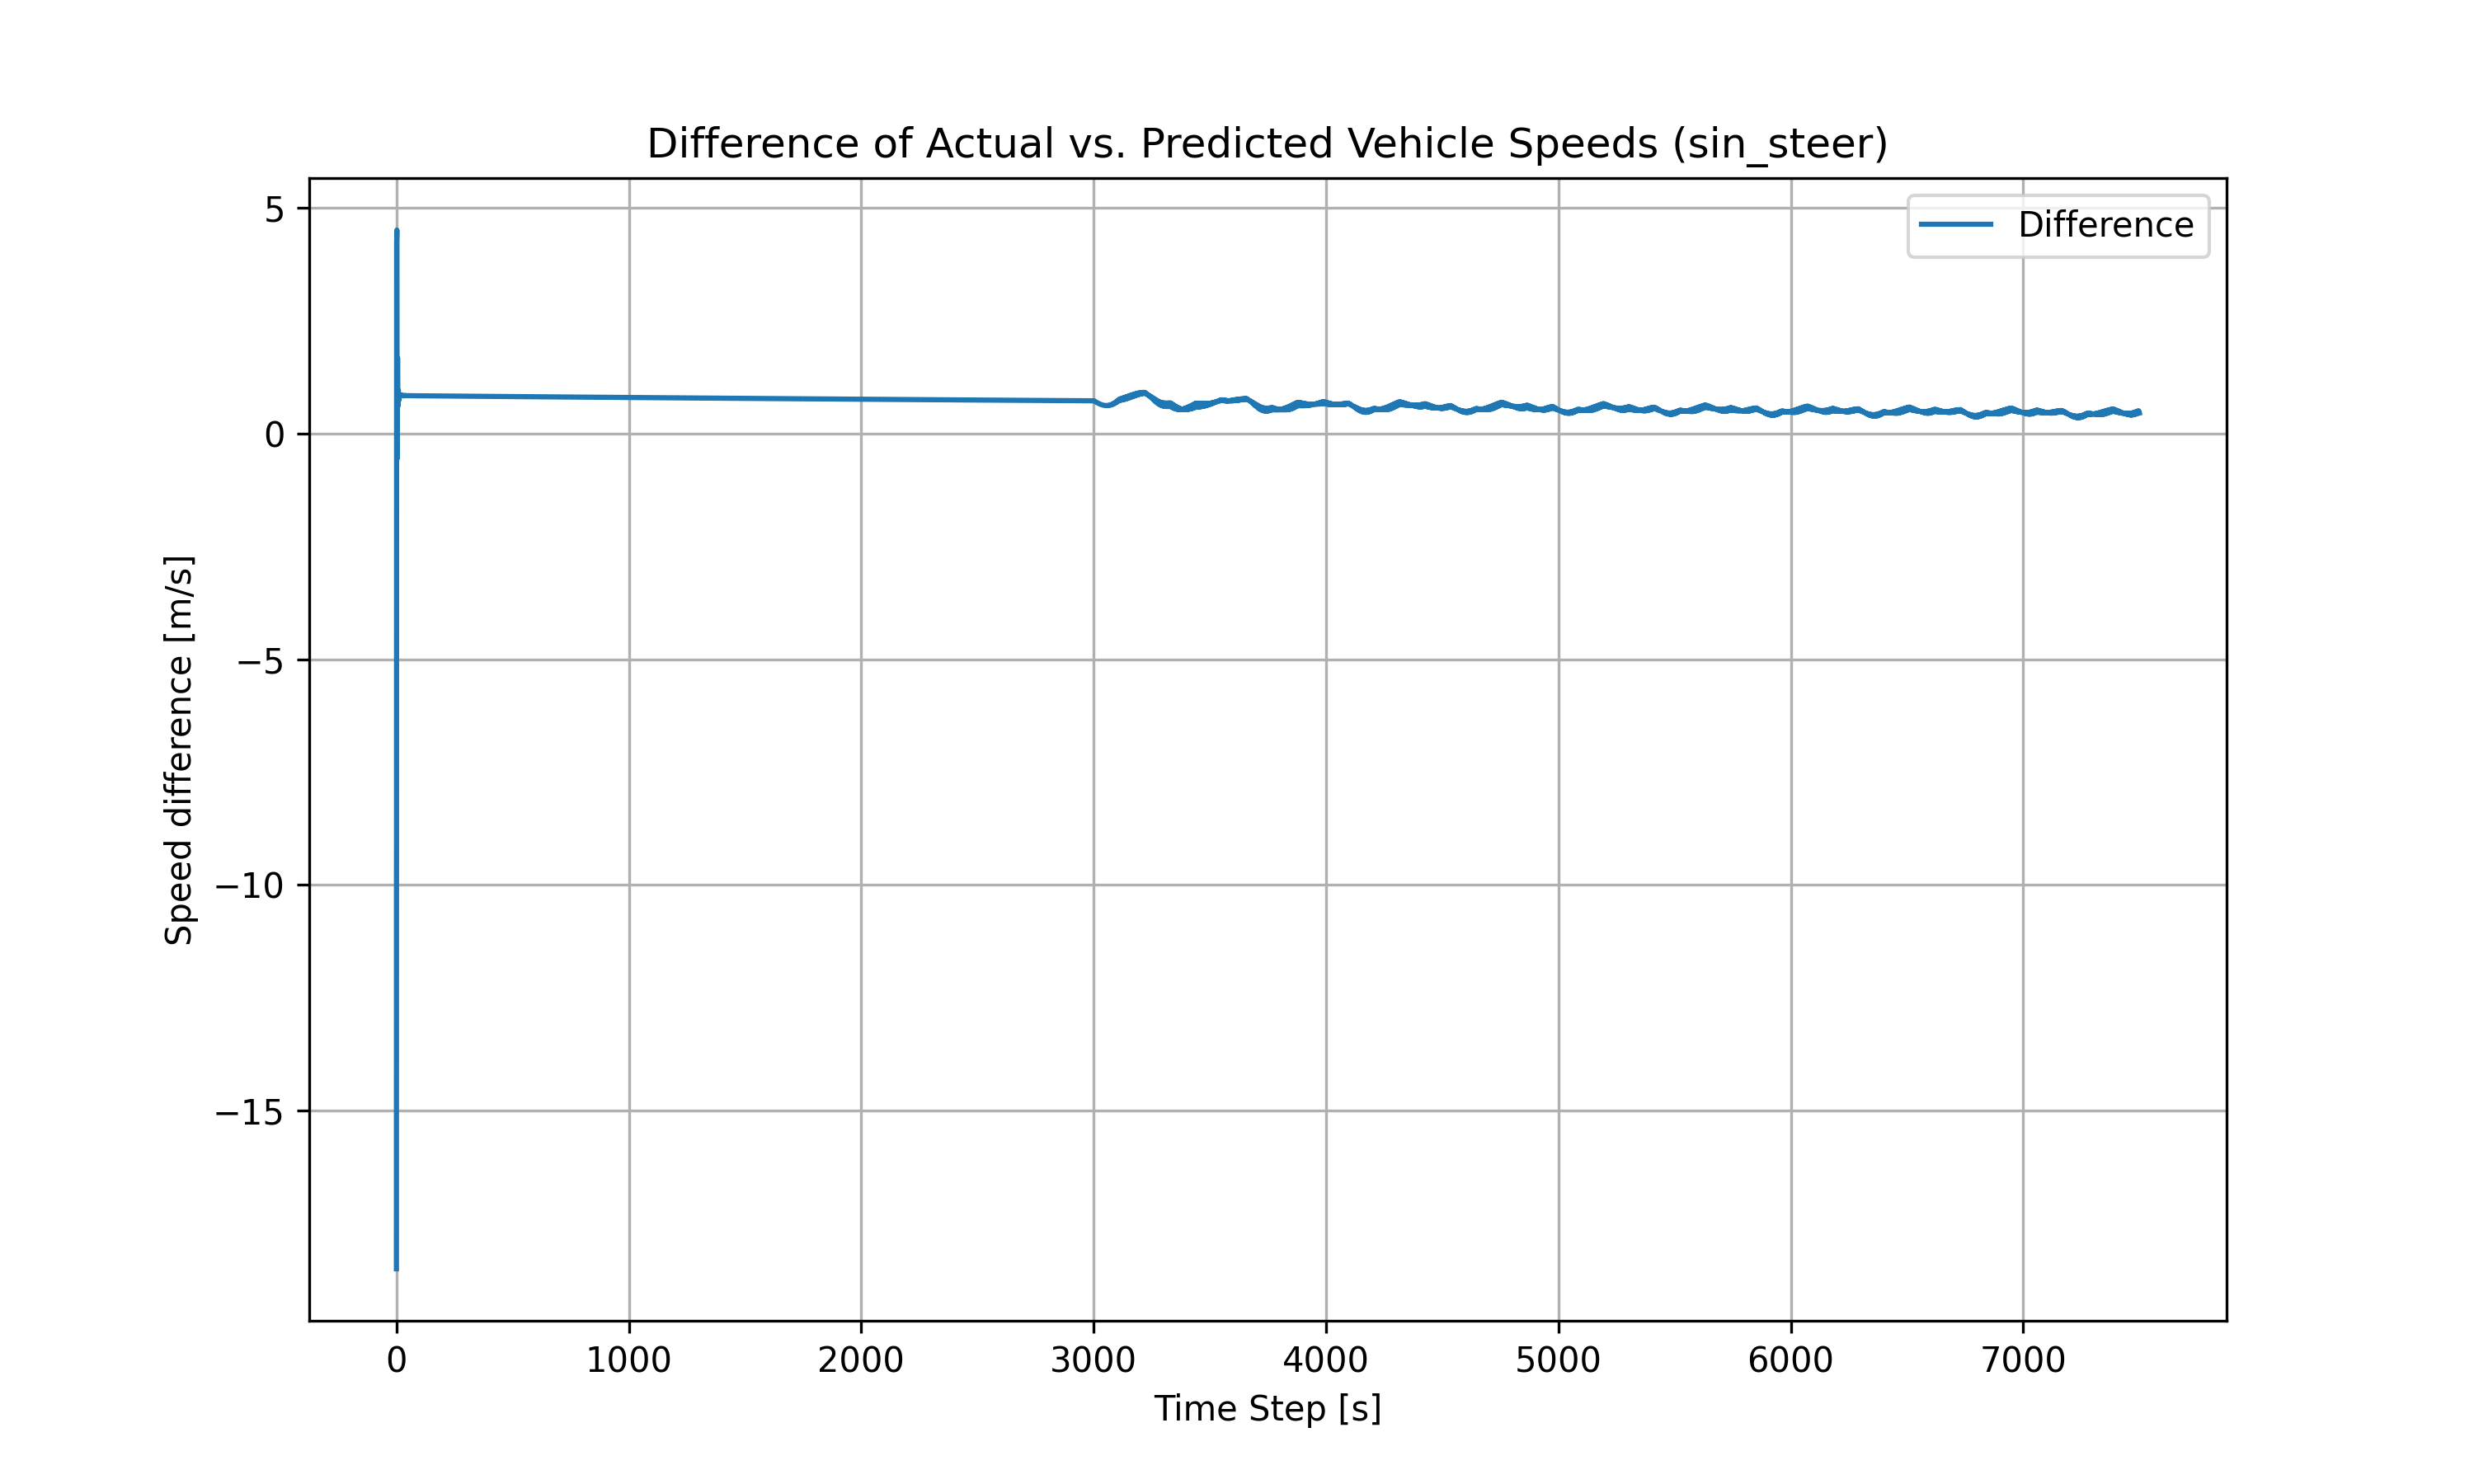 Difference of Actual vs. Predicted Vehicle Speeds (sin_steer)
Difference
5
0
−5
−10
−15
Speed difference [m/s]
0 1000 2000 3000 4000 5000 6000 7000
Time Step [s]